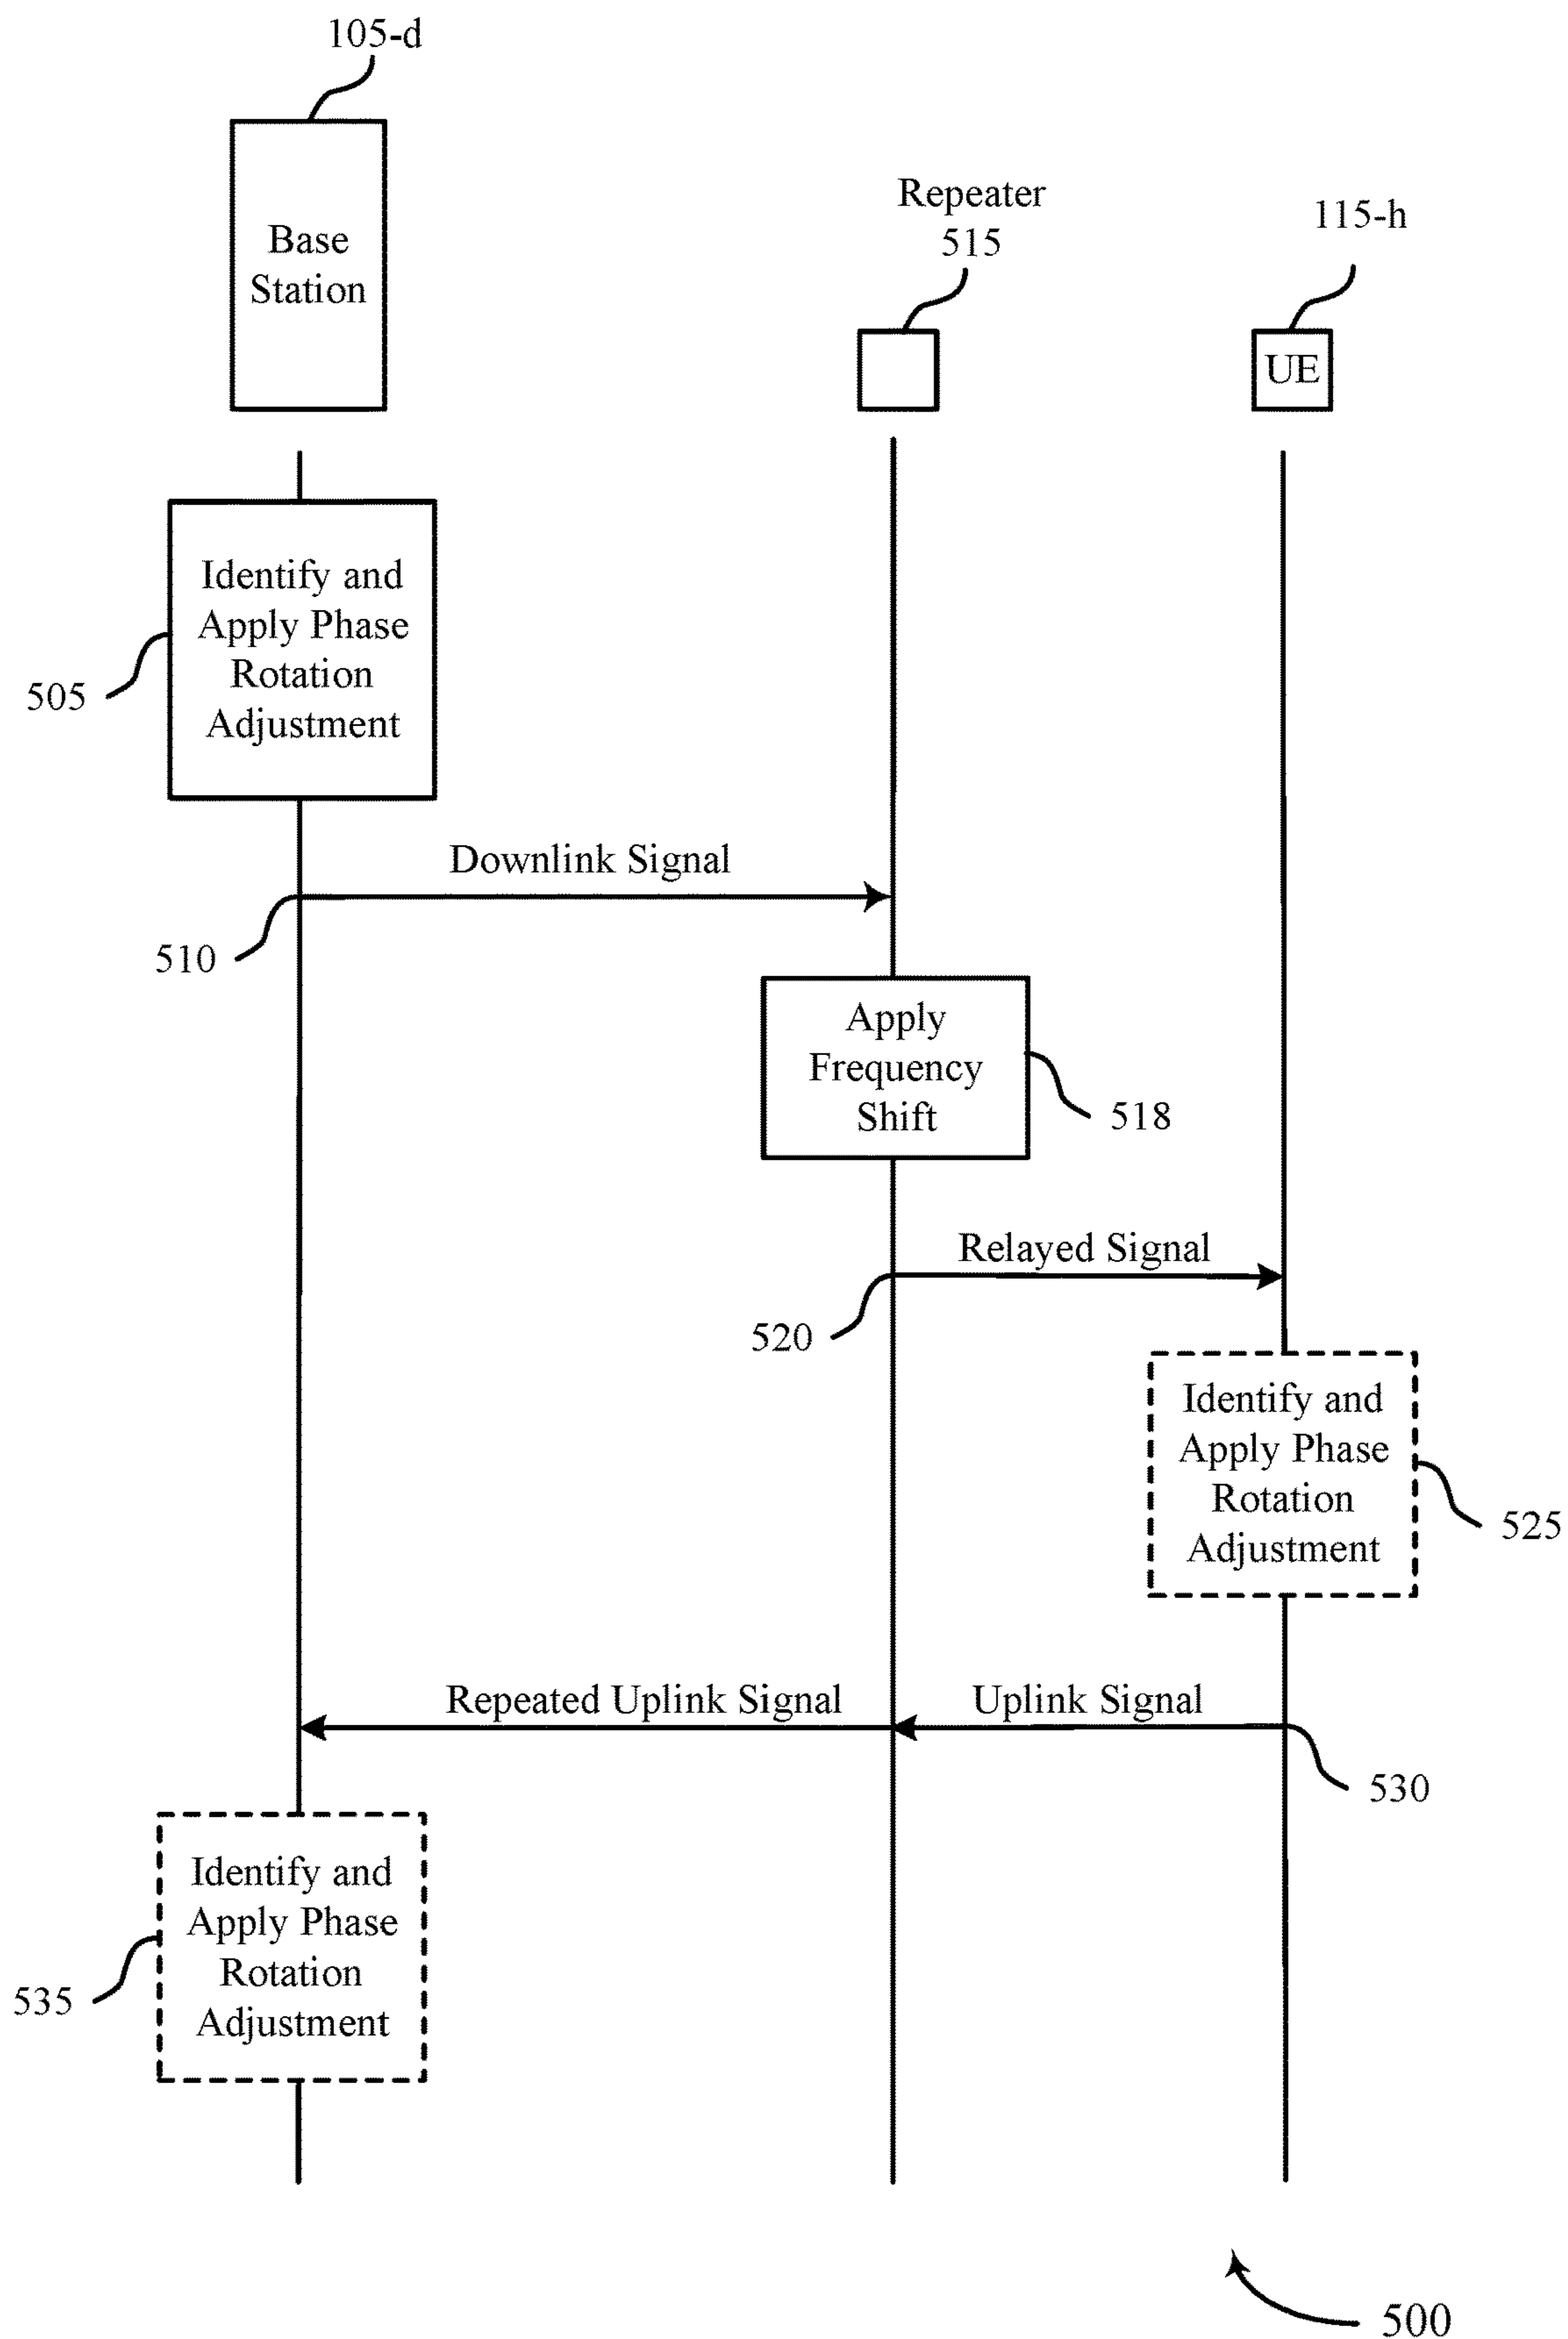 105-d
Base
Station
Repeater
515
115-h
UE
Identify and
Apply Phase
Rotation
Adjustment
505
Downlink Signal
510
Apply
Frequency
Shift
518
Relayed Signal
520
Identify and
Apply Phase
Rotation
Adjustment
525
Repeated Uplink Signal
Uplink Signal
530
Identify and
Apply Phase
Rotation
Adjustment
535
500